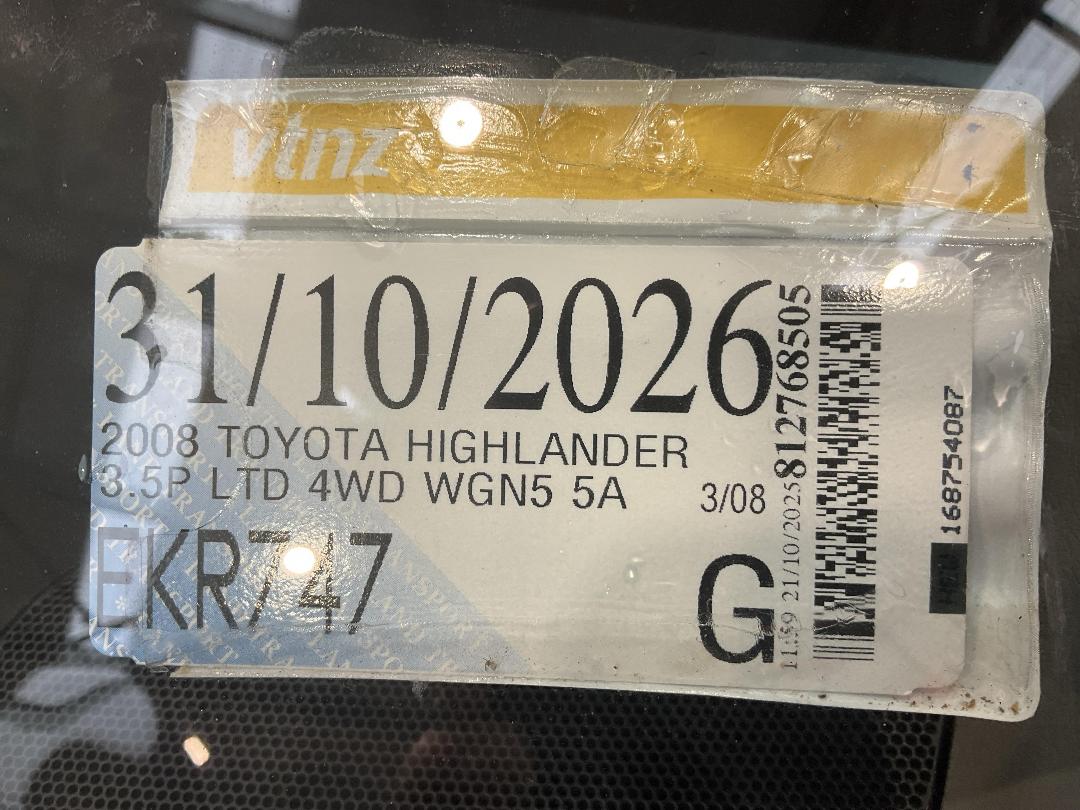 vtnz
31/10/2026
2008 TOYOTA HIGHLANDER
3.5P LTD 4WD WGN5 5A
3/08
EKR747
G
11:59 21/10/2025
812768505
168754087